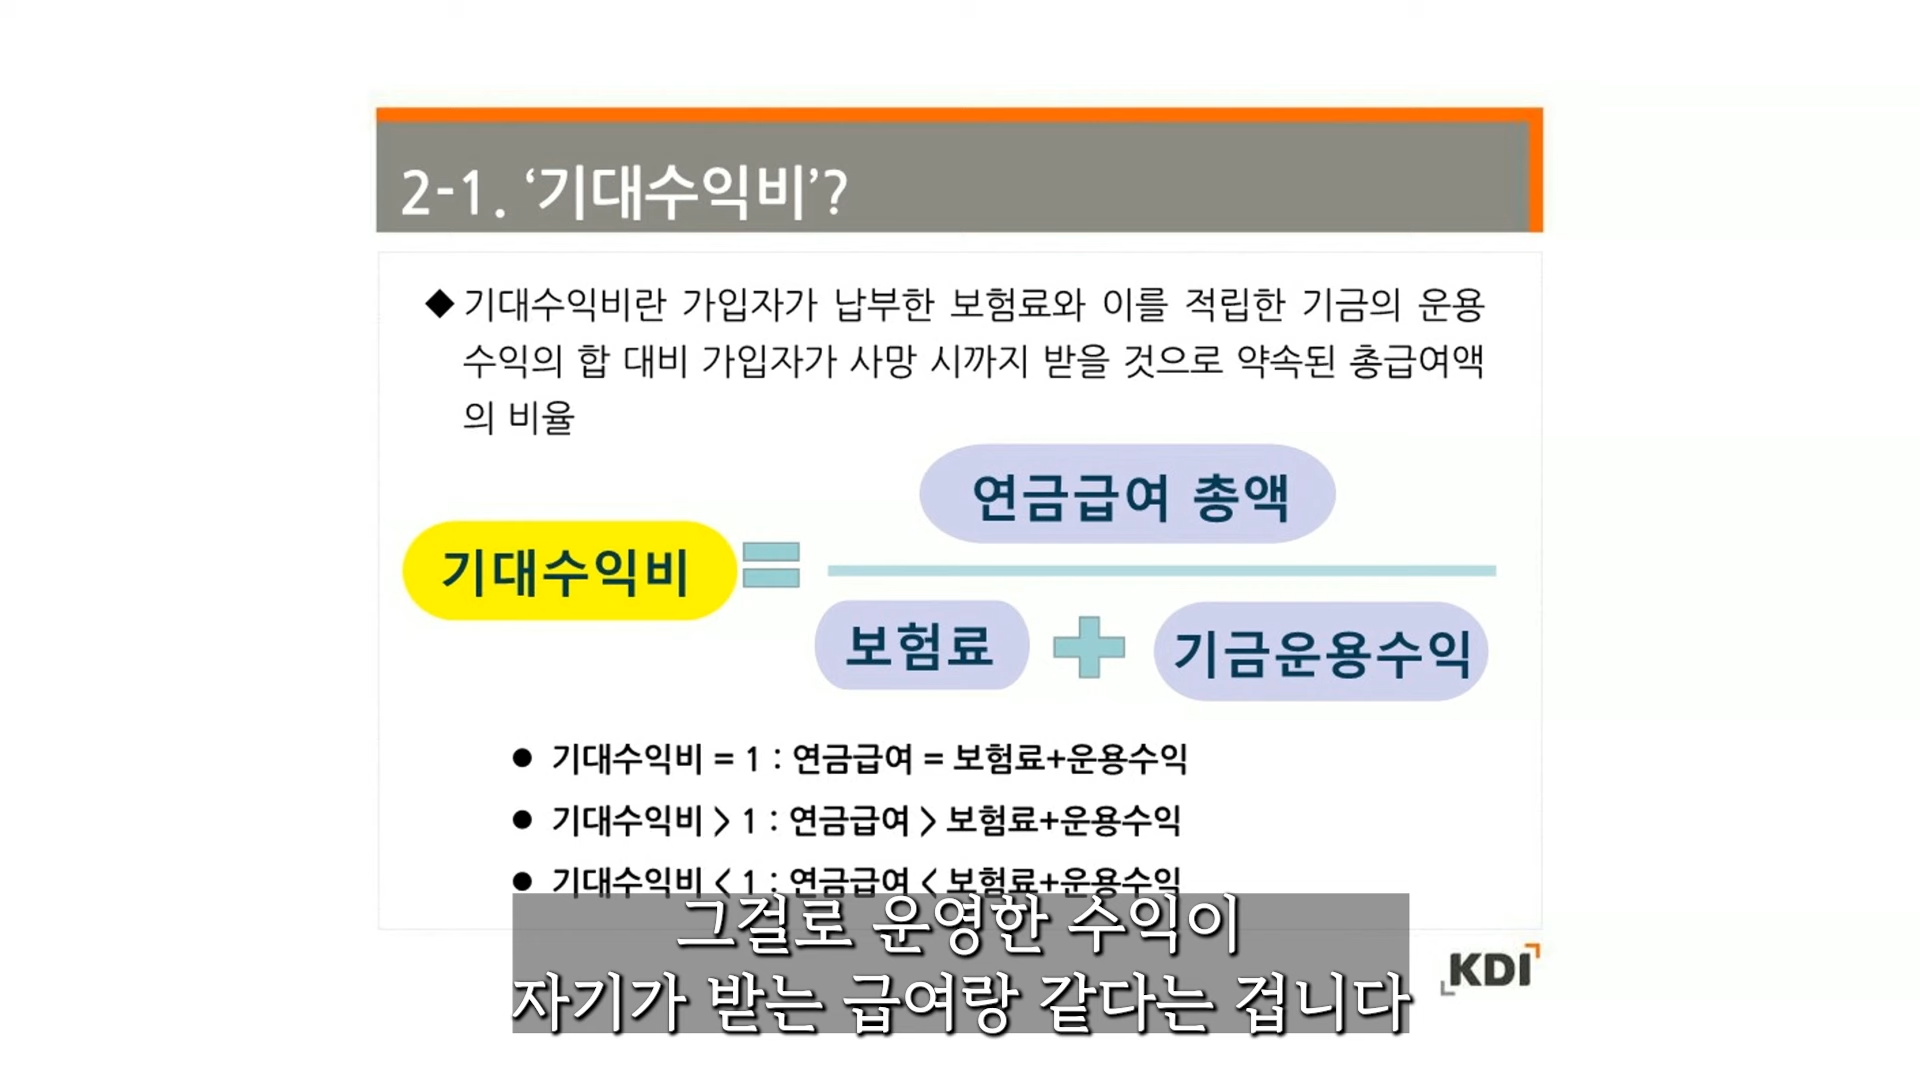 2-1. ‘기대수익비’?
◆ 기대수익비란 가입자가 납부한 보험료와 이를 적립한 기금의 운용
수익의 합 대비 가입자가 사망 시까지 받을 것으로 약속된 총급여액
의 비율
연금급여 총액
기대수익비 =
보험료 + 기금운용수익
● 기대수익비 = 1 : 연금급여 = 보험료+운용수익
● 기대수익비 > 1 : 연금급여 > 보험료+운용수익
● 기대수익비 < 1 : 연금급여 < 보험료+운용수익
그걸로 운영한 수익이
자기가 받는 급여랑 같다는 겁니다
KDI